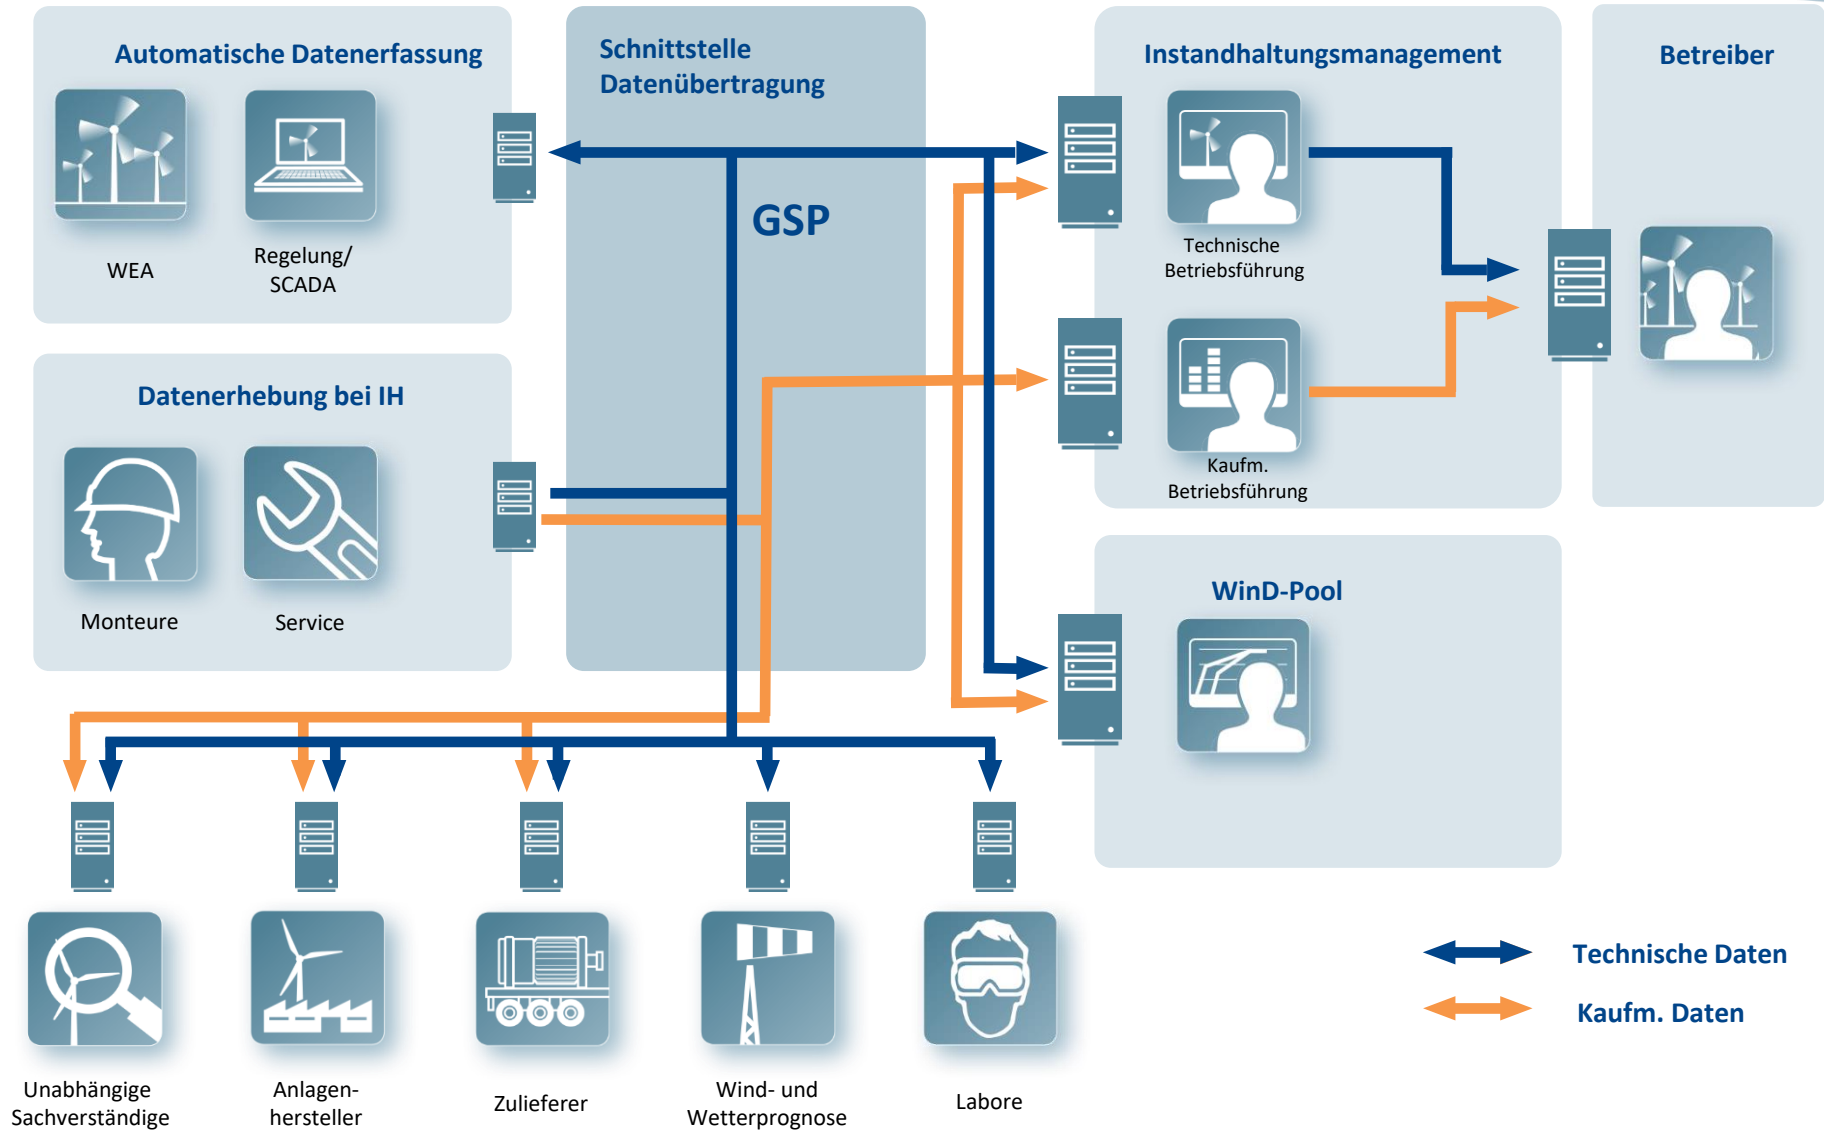 Automatische Datenerfassung
WEA
Regelung/
SCADA
Schnittstelle
Datenübertragung
GSP
Instandhaltungsmanagement
Technische
Betriebsführung
Kaufm.
Betriebsführung
Betreiber
Datenerhebung bei IH
Monteure
Service
WinD-Pool
Technische Daten
Kaufm. Daten
Unabhängige
Sachverständige
Anlagen-
hersteller
Zulieferer
Wind- und
Wetterprognose
Labore